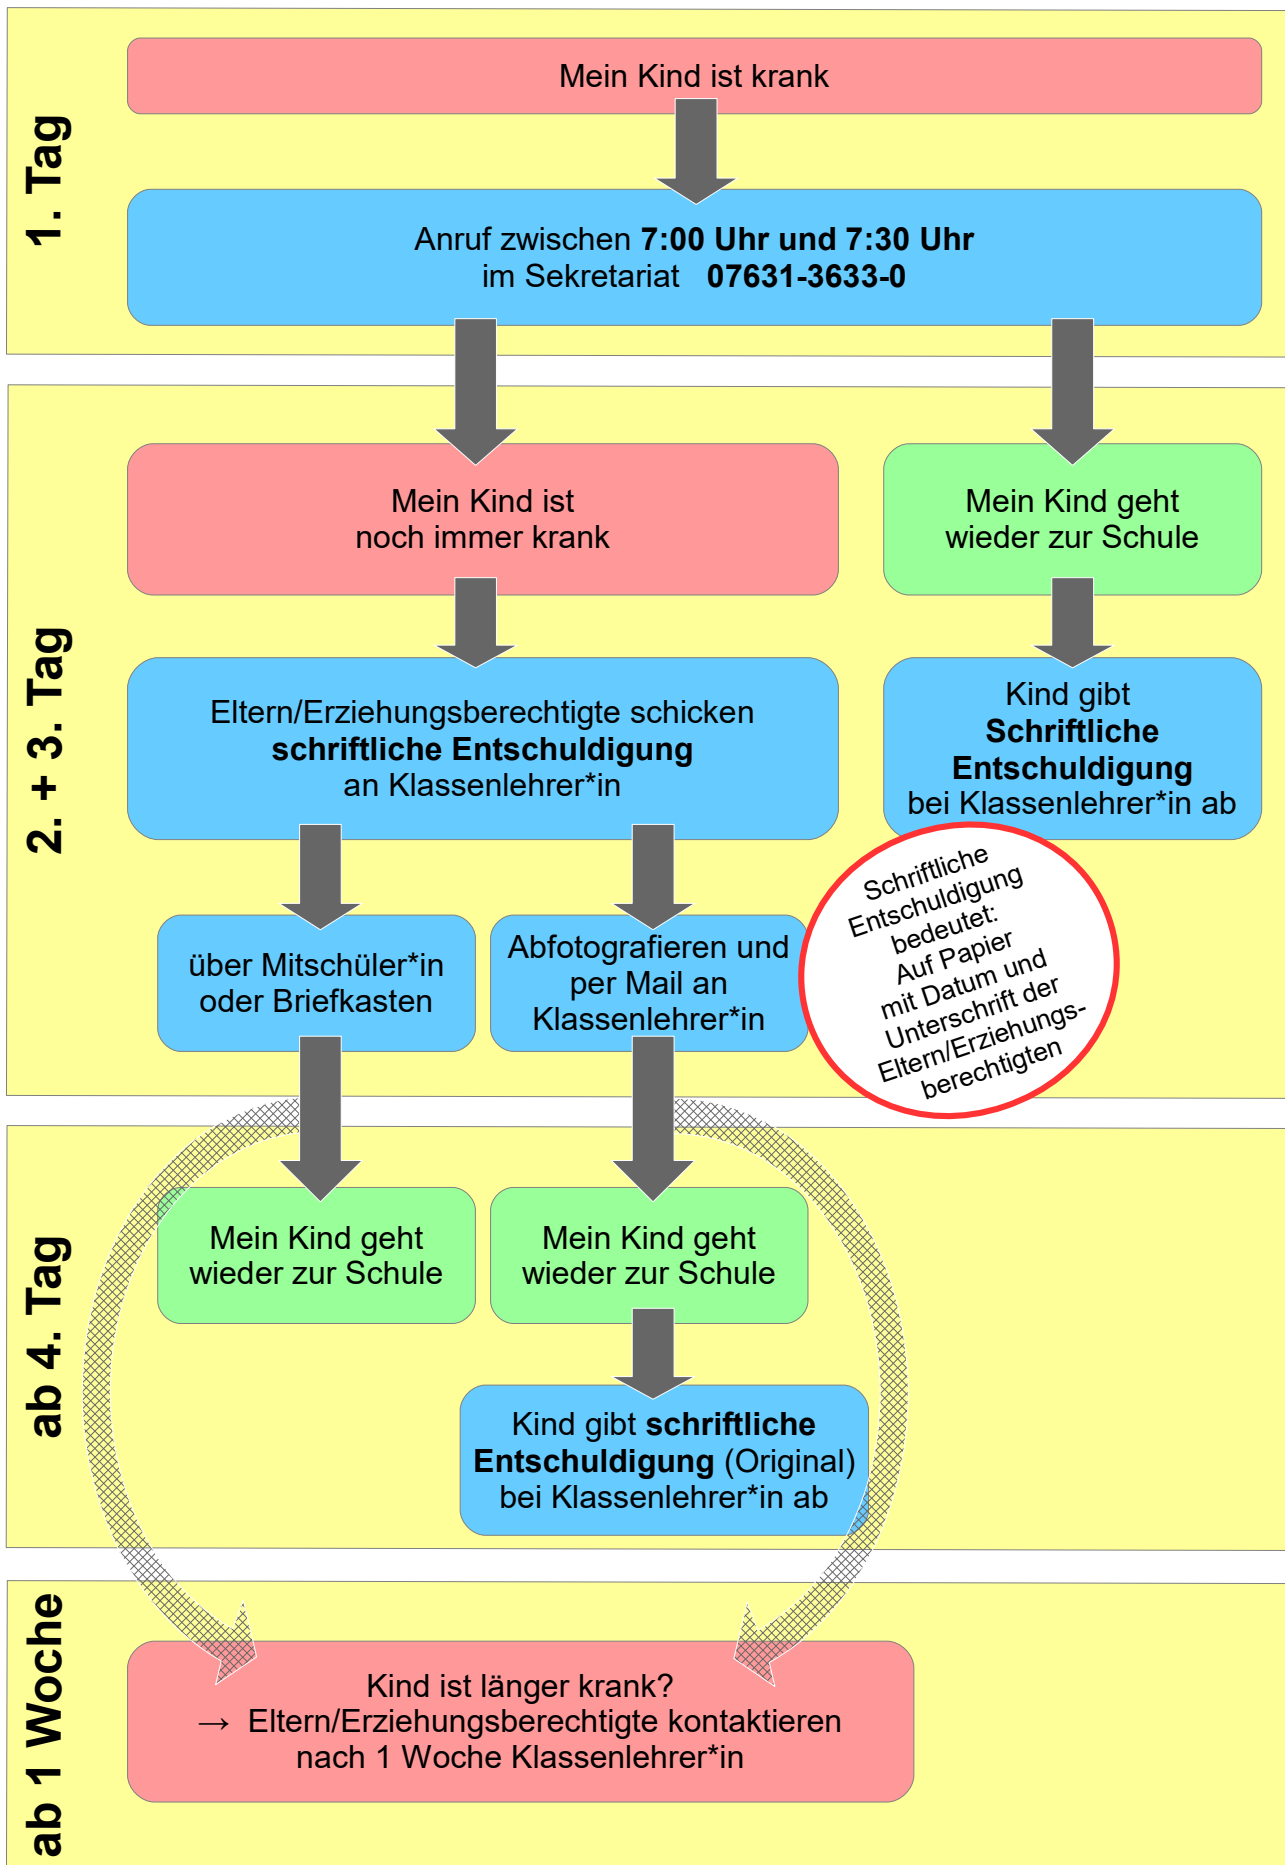 1. Tag
Mein Kind ist krank
Anruf zwischen 7:00 Uhr und 7:30 Uhr
im Sekretariat 07631-3633-0
2. + 3. Tag
Mein Kind ist
noch immer krank
Mein Kind geht
wieder zur Schule
Eltern/Erziehungsberechtigte schicken
schriftliche Entschuldigung
an Klassenlehrer*in
Kind gibt
Schriftliche
Entschuldigung
bei Klassenlehrer*in ab
über Mitschüler*in
oder Briefkasten
Abfotografieren und
per Mail an
Klassenlehrer*in
Schriftliche
Entschuldigung
bedeutet:
Auf Papier
mit Datum und
Unterschrift der
Eltern/Erziehungs-
berechtigten
ab 4. Tag
Mein Kind geht
wieder zur Schule
Mein Kind geht
wieder zur Schule
Kind gibt schriftliche
Entschuldigung (Original)
bei Klassenlehrer*in ab
ab 1 Woche
Kind ist länger krank?
→ Eltern/Erziehungsberechtigte kontaktieren
nach 1 Woche Klassenlehrer*in